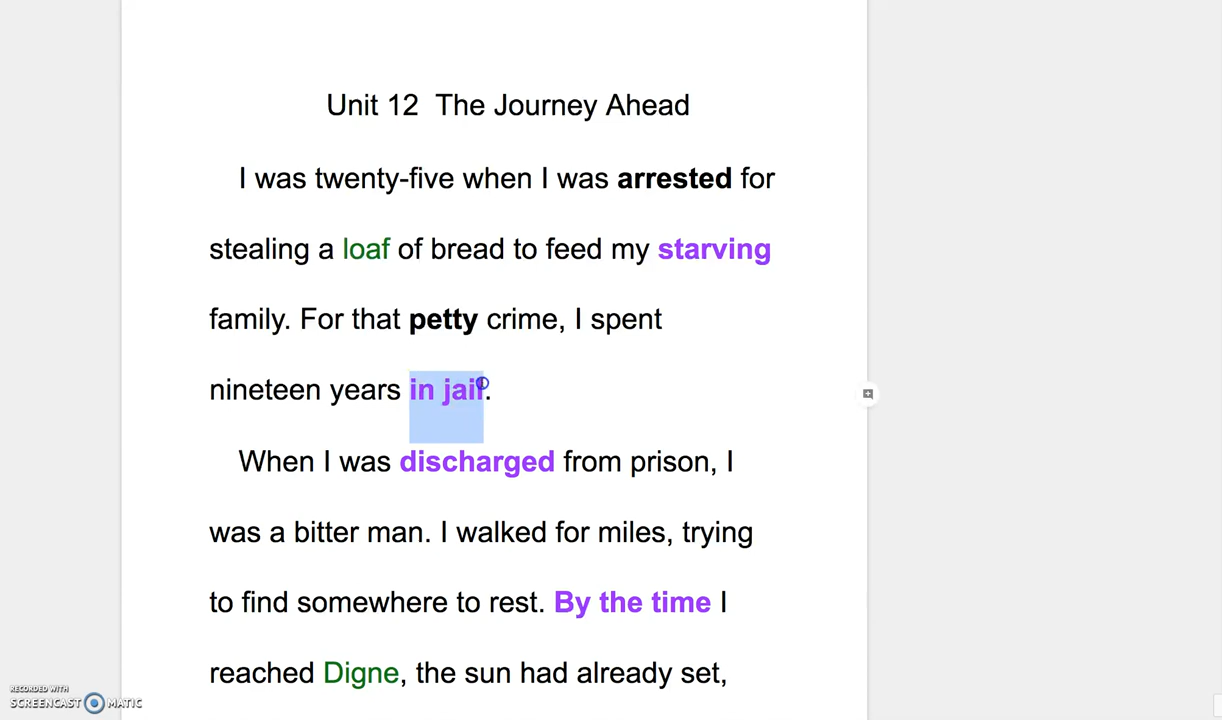 Unit 12 The Journey Ahead
I was twenty-five when I was arrested for
stealing a loaf of bread to feed my starving
family. For that petty crime, I spent
nineteen years in jail.
When I was discharged from prison, I
was a bitter man. I walked for miles, trying
to find somewhere to rest. By the time I
reached Digne, the sun had already set,
RECORDED WITH
SCREENCAST MATIC